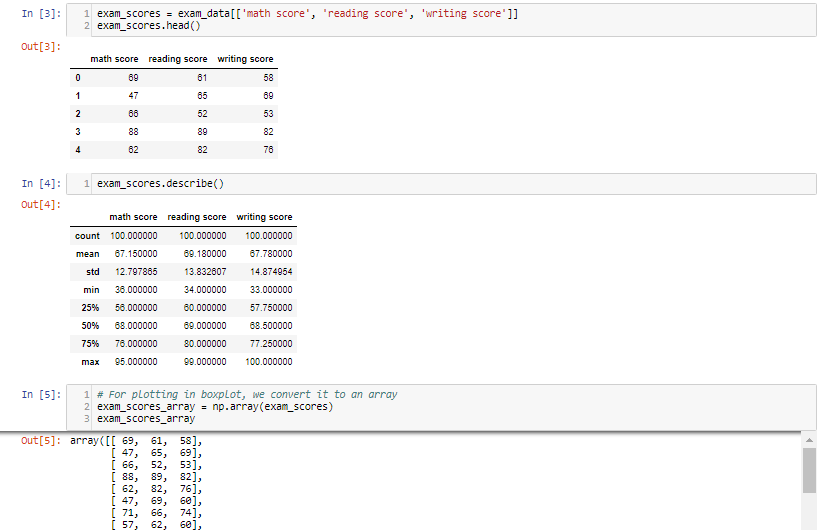 In [3]: 1 exam_scores = exam_data[['math score', 'reading score', 'writing score']]
2 exam_scores.head()
Out[3]:
math score reading score writing score
0 69 61 58
1 47 65 69
2 66 52 53
3 88 89 82
4 62 82 76
In [4]: 1 exam_scores.describe()
Out[4]:
math score reading score writing score
count 100.000000 100.000000 100.000000
mean 67.150000 69.180000 67.780000
std 12.797865 13.832607 14.874954
min 36.000000 34.000000 33.000000
25% 56.000000 60.000000 57.750000
50% 68.000000 69.000000 68.500000
75% 76.000000 80.000000 77.250000
max 95.000000 99.000000 100.000000
In [5]: 1 # For plotting in boxplot, we convert it to an array
2 exam_scores_array = np.array(exam_scores)
3 exam_scores_array
Out[5]: array([[ 69, 61, 58],
[ 47, 65, 69],
[ 66, 52, 53],
[ 88, 89, 82],
[ 62, 82, 76],
[ 47, 69, 60],
[ 71, 66, 74],
[ 57, 62, 60],